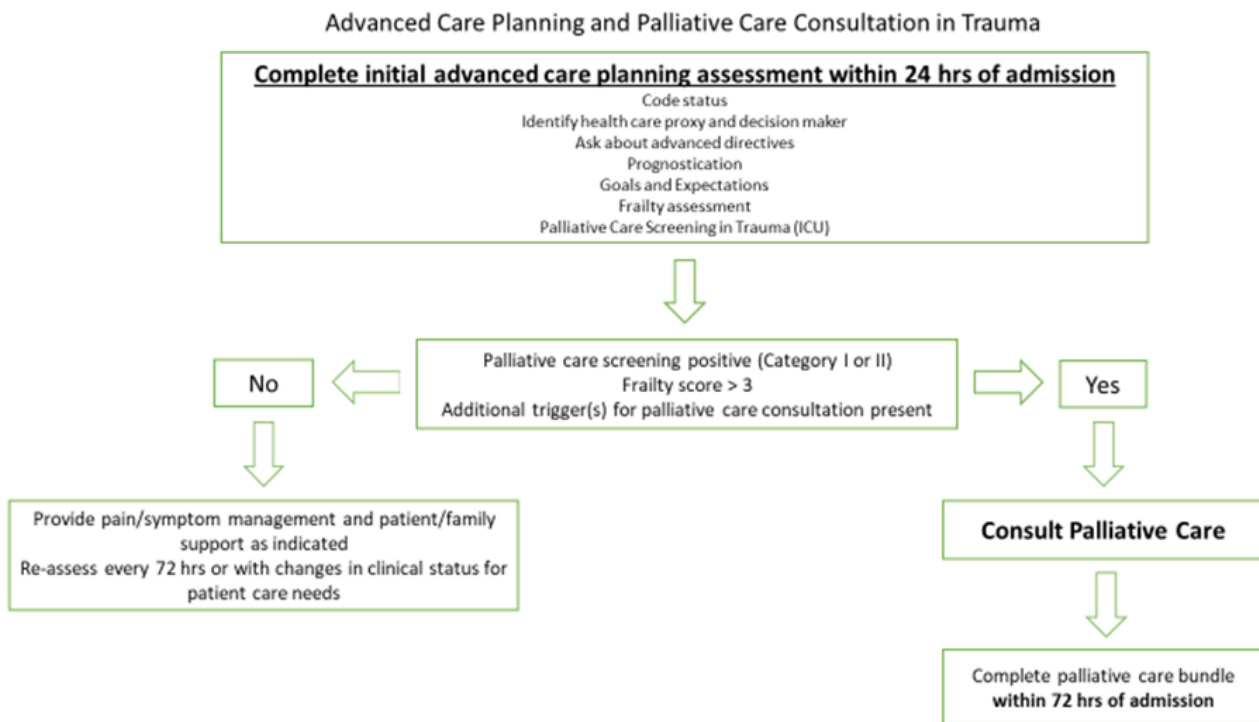 Advanced Care Planning and Palliative Care Consultation in Trauma
Complete initial advanced care planning assessment within 24 hrs of admission
Code status
Identify health care proxy and decision maker
Ask about advanced directives
Prognostication
Goals and Expectations
Frailty assessment
Palliative Care Screening in Trauma (ICU)
Palliative care screening positive (Category I or II)
Frailty score > 3
Additional trigger(s) for palliative care consultation present
No
Yes
Provide pain/symptom management and patient/family
support as indicated
Re-assess every 72 hrs or with changes in clinical status for
patient care needs
Consult Palliative Care
Complete palliative care bundle
within 72 hrs of admission